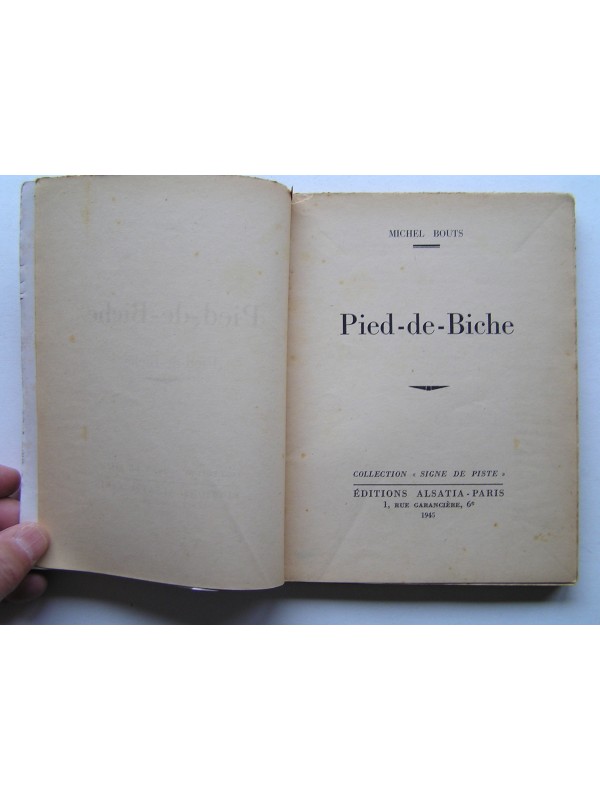 MICHEL BOUTS
Pied-de-Biche
COLLECTION « SIGNE DE PISTE »
ÉDITIONS ALSATIA-PARIS
1, RUE GARANCIÈRE, 6e
1945